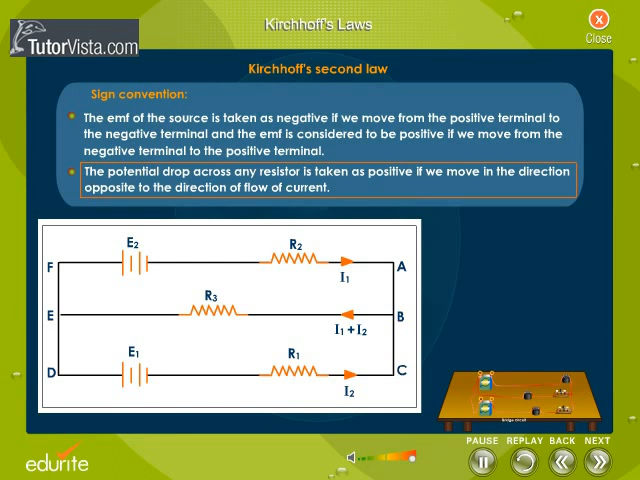 Kirchhoff's Laws
X
Close
TutorVista.com
Kirchhoff's second law
Sign convention:
The emf of the source is taken as negative if we move from the positive terminal to
the negative terminal and the emf is considered to be positive if we move from the
negative terminal to the positive terminal.
The potential drop across any resistor is taken as positive if we move in the direction
opposite to the direction of flow of current.
E2
R2
F
A
I1
R3
E
B
I1 + I2
E1
R1
D
C
I2
Bridge circuit
PAUSE REPLAY BACK NEXT
edurite